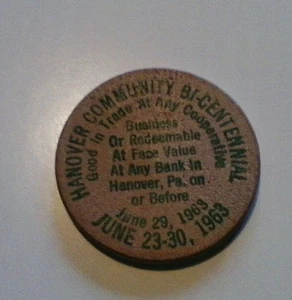 HANOVER COMMUNITY BI-CENTENNIAL
Good In Trade At Any Cooperative
Business
Or Redeemable
At Face Value
At Any Bank In
Hanover, Pa. on
or Before
June 29, 1963
JUNE 23-30, 1963